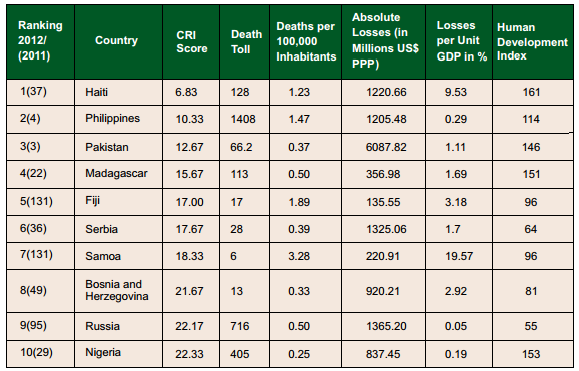 Ranking 2012/ (2011) | Country | CRI Score | Death Toll | Deaths per 100,000 Inhabitants | Absolute Losses (in Millions US$ PPP) | Losses per Unit GDP in % | Human Development Index
1(37) | Haiti | 6.83 | 128 | 1.23 | 1220.66 | 9.53 | 161
2(4) | Philippines | 10.33 | 1408 | 1.47 | 1205.48 | 0.29 | 114
3(3) | Pakistan | 12.67 | 66.2 | 0.37 | 6087.82 | 1.11 | 146
4(22) | Madagascar | 15.67 | 113 | 0.50 | 356.98 | 1.69 | 151
5(131) | Fiji | 17.00 | 17 | 1.89 | 135.55 | 3.18 | 96
6(36) | Serbia | 17.67 | 28 | 0.39 | 1325.06 | 1.7 | 64
7(131) | Samoa | 18.33 | 6 | 3.28 | 220.91 | 19.57 | 96
8(49) | Bosnia and Herzegovina | 21.67 | 13 | 0.33 | 920.21 | 2.92 | 81
9(95) | Russia | 22.17 | 716 | 0.50 | 1365.20 | 0.05 | 55
10(29) | Nigeria | 22.33 | 405 | 0.25 | 837.45 | 0.19 | 153